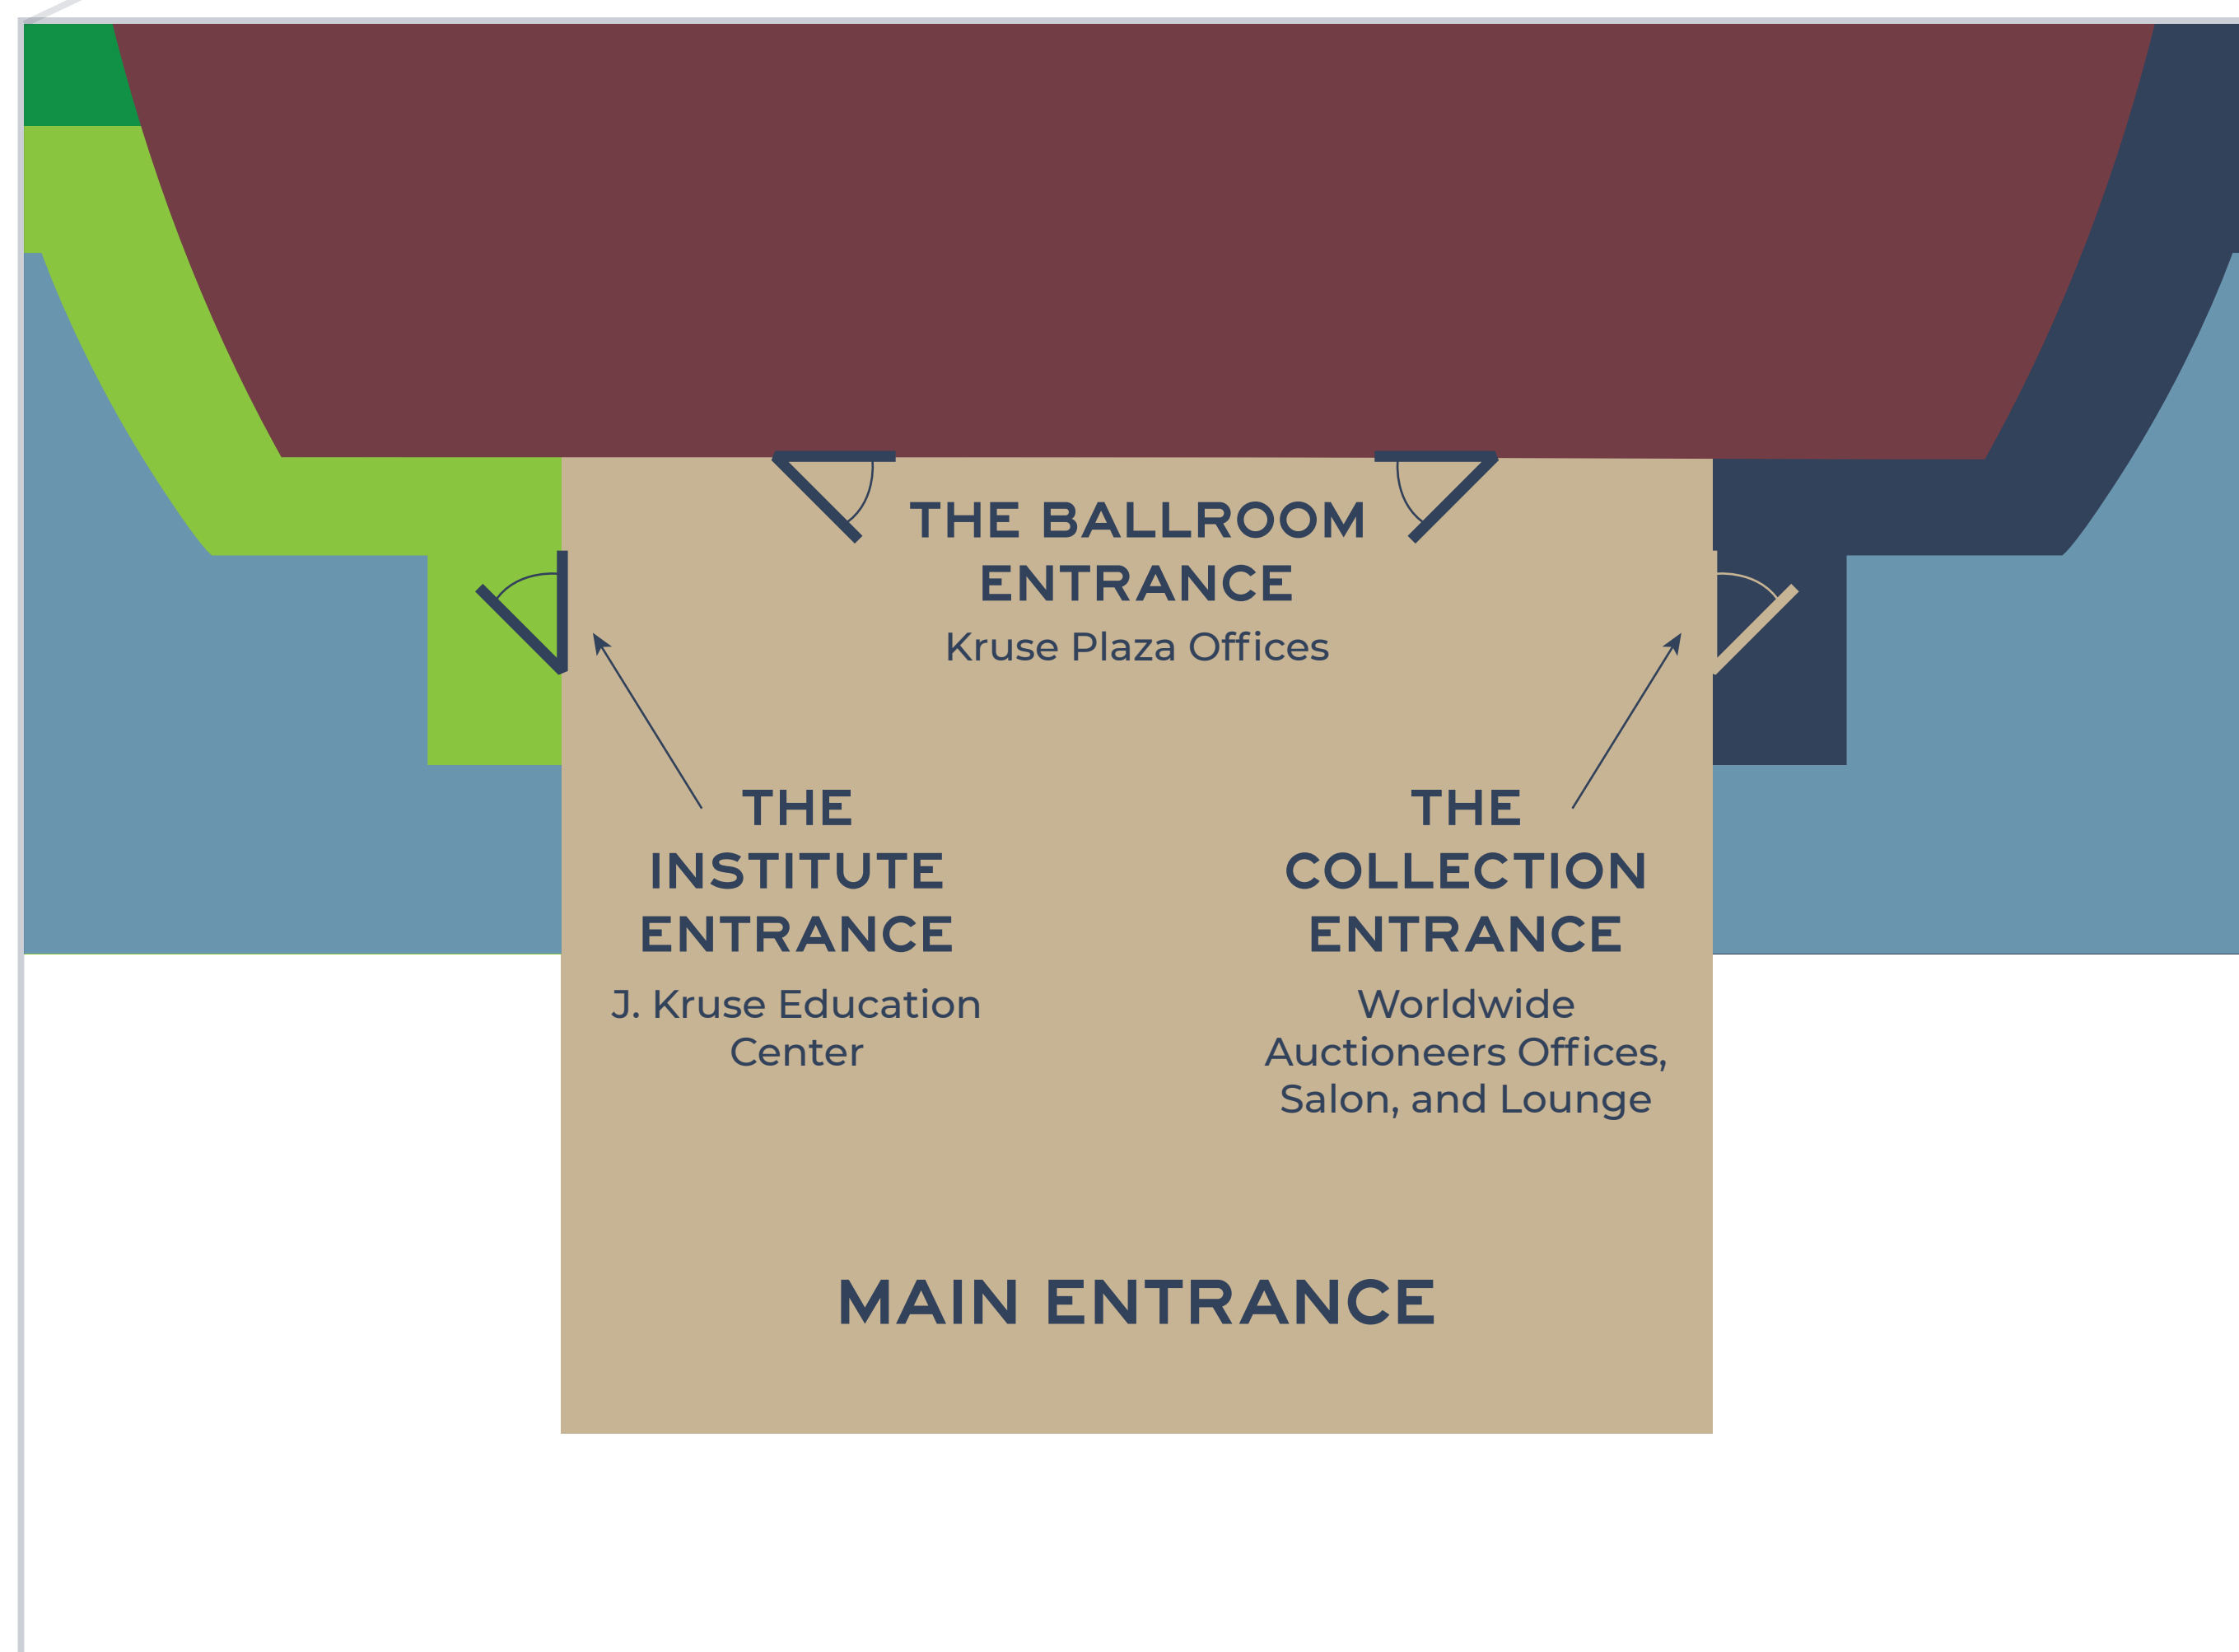 THE BALLROOM
ENTRANCE
Kruse Plaza Offices
THE
INSTITUTE
ENTRANCE
J. Kruse Education
Center
THE
COLLECTION
ENTRANCE
Worldwide
Auctioneers Offices,
Salon, and Lounge
MAIN ENTRANCE